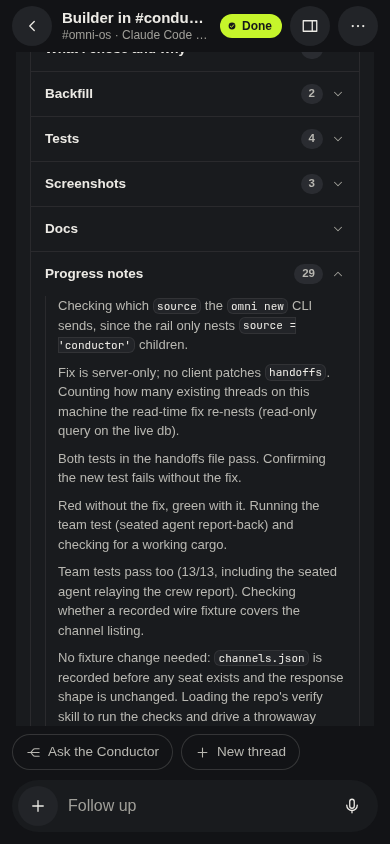 Builder in #condu...
#omni-os · Claude Code ...
Done
Backfill
2
Tests
4
Screenshots
3
Docs
Progress notes
29
Checking which source the omni new CLI
sends, since the rail only nests source =
'conductor' children.
Fix is server-only; no client patches handoffs.
Counting how many existing threads on this
machine the read-time fix re-nests (read-only
query on the live db).
Both tests in the handoffs file pass. Confirming
the new test fails without the fix.
Red without the fix, green with it. Running the
team test (seated agent report-back) and
checking for a working cargo.
Team tests pass too (13/13, including the seated
agent relaying the crew report). Checking
whether a recorded wire fixture covers the
channel listing.
No fixture change needed: channels.json is
recorded before any seat exists and the response
shape is unchanged. Loading the repo's verify
skill to run the checks and drive a throwaway
Ask the Conductor
New thread
Follow up